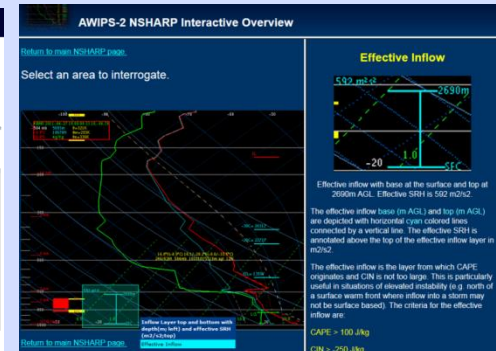 AWIPS-2 NSHARP Interactive Overview
Return to main NSHARP page.
Select an area to interrogate.
Inflow Layer top and bottom with
depth(m; left) and effective SRH
(m2/s2;top)
Effective Inflow
Return to main NSHARP page.
Effective Inflow
592 m²s²
2690m
-20
1.0
SFC
Effective inflow with base at the surface and top at
2690m AGL. Effective SRH is 592 m2/s2.
The effective inflow base (m AGL) and top (m AGL)
are depicted with horizontal cyan colored lines
connected by a vertical line. The effective SRH is
annotated above the top of the effective inflow layer in
m2/s2.
The effective inflow is the layer from which CAPE
originates and CIN is not too large. This is particularly
useful in situations of elevated instability (e.g. north of
a surface warm front where inflow into a storm may
not be surface based). The criteria for the effective
inflow are:
CAPE > 100 J/kg
CIN > -250 J/kg